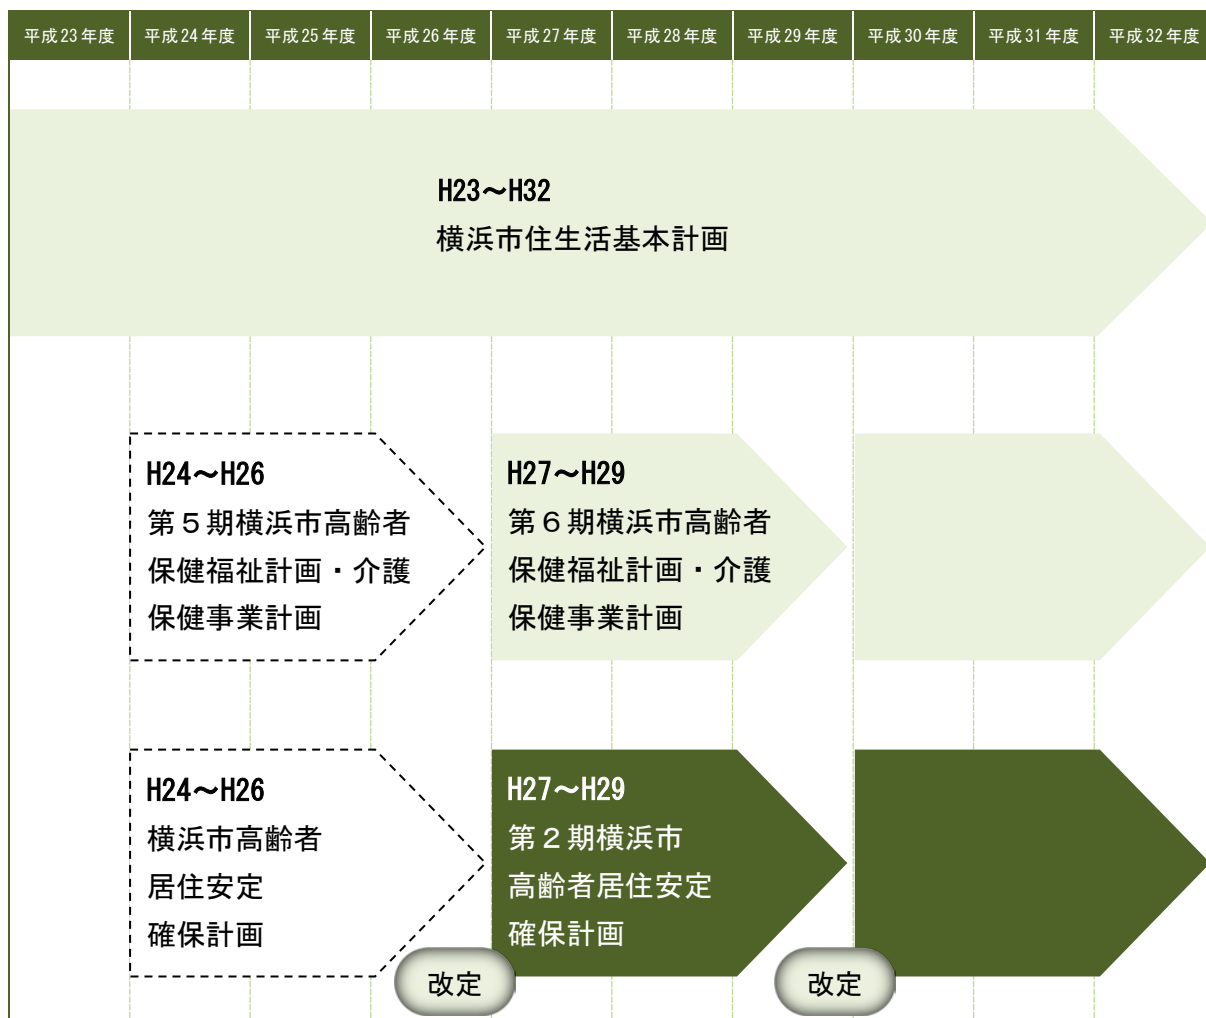 平成23年度 平成24年度 平成25年度 平成26年度 平成27年度 平成28年度 平成29年度 平成30年度 平成31年度 平成32年度
H23～H32
横浜市住生活基本計画
H24～H26
第５期横浜市高齢者
保健福祉計画・介護
保健事業計画
H27～H29
第６期横浜市高齢者
保健福祉計画・介護
保健事業計画
H24～H26
横浜市高齢者
居住安定
確保計画
H27～H29
第２期横浜市
高齢者居住安定
確保計画
改定
改定